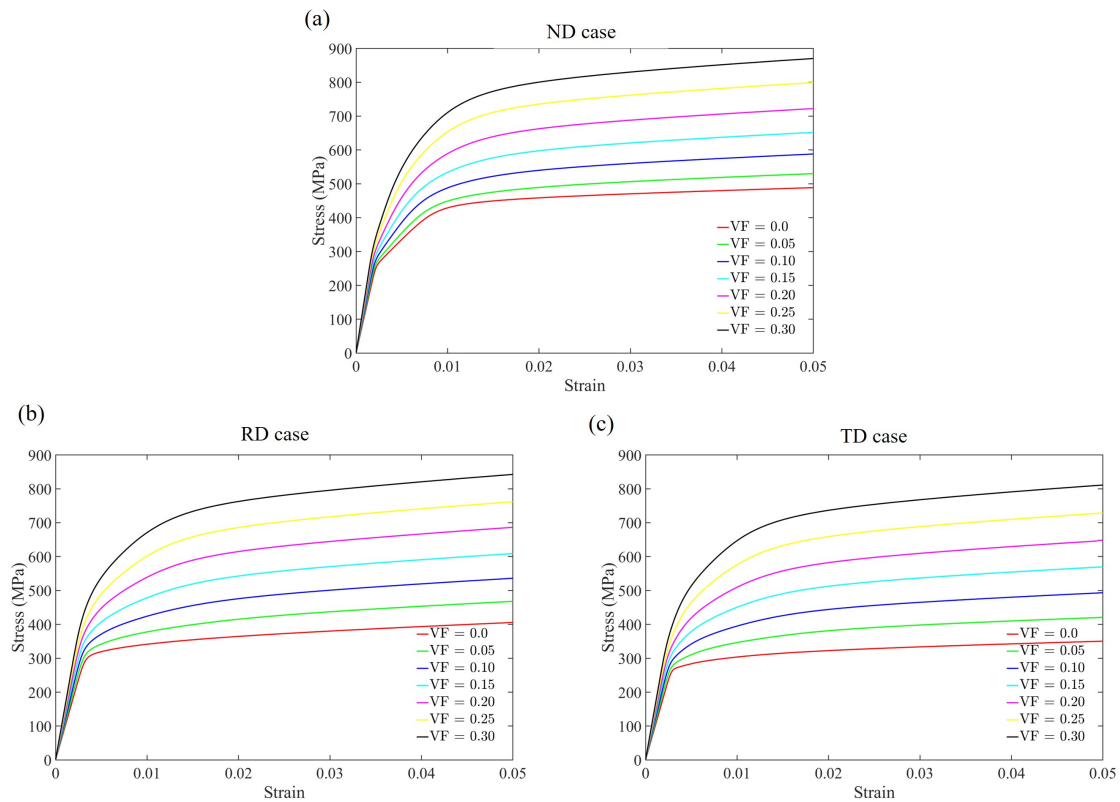 (a)
ND case
900
800
700
600
500
400
300
200
100
0
Stress (MPa)
VF = 0.0
VF = 0.05
VF = 0.10
VF = 0.15
VF = 0.20
VF = 0.25
VF = 0.30
0 0.01 0.02 0.03 0.04 0.05
Strain
(b)
RD case
900
800
700
600
500
400
300
200
100
0
Stress (MPa)
VF = 0.0
VF = 0.05
VF = 0.10
VF = 0.15
VF = 0.20
VF = 0.25
VF = 0.30
0 0.01 0.02 0.03 0.04 0.05
Strain
(c)
TD case
900
800
700
600
500
400
300
200
100
0
Stress (MPa)
VF = 0.0
VF = 0.05
VF = 0.10
VF = 0.15
VF = 0.20
VF = 0.25
VF = 0.30
0 0.01 0.02 0.03 0.04 0.05
Strain